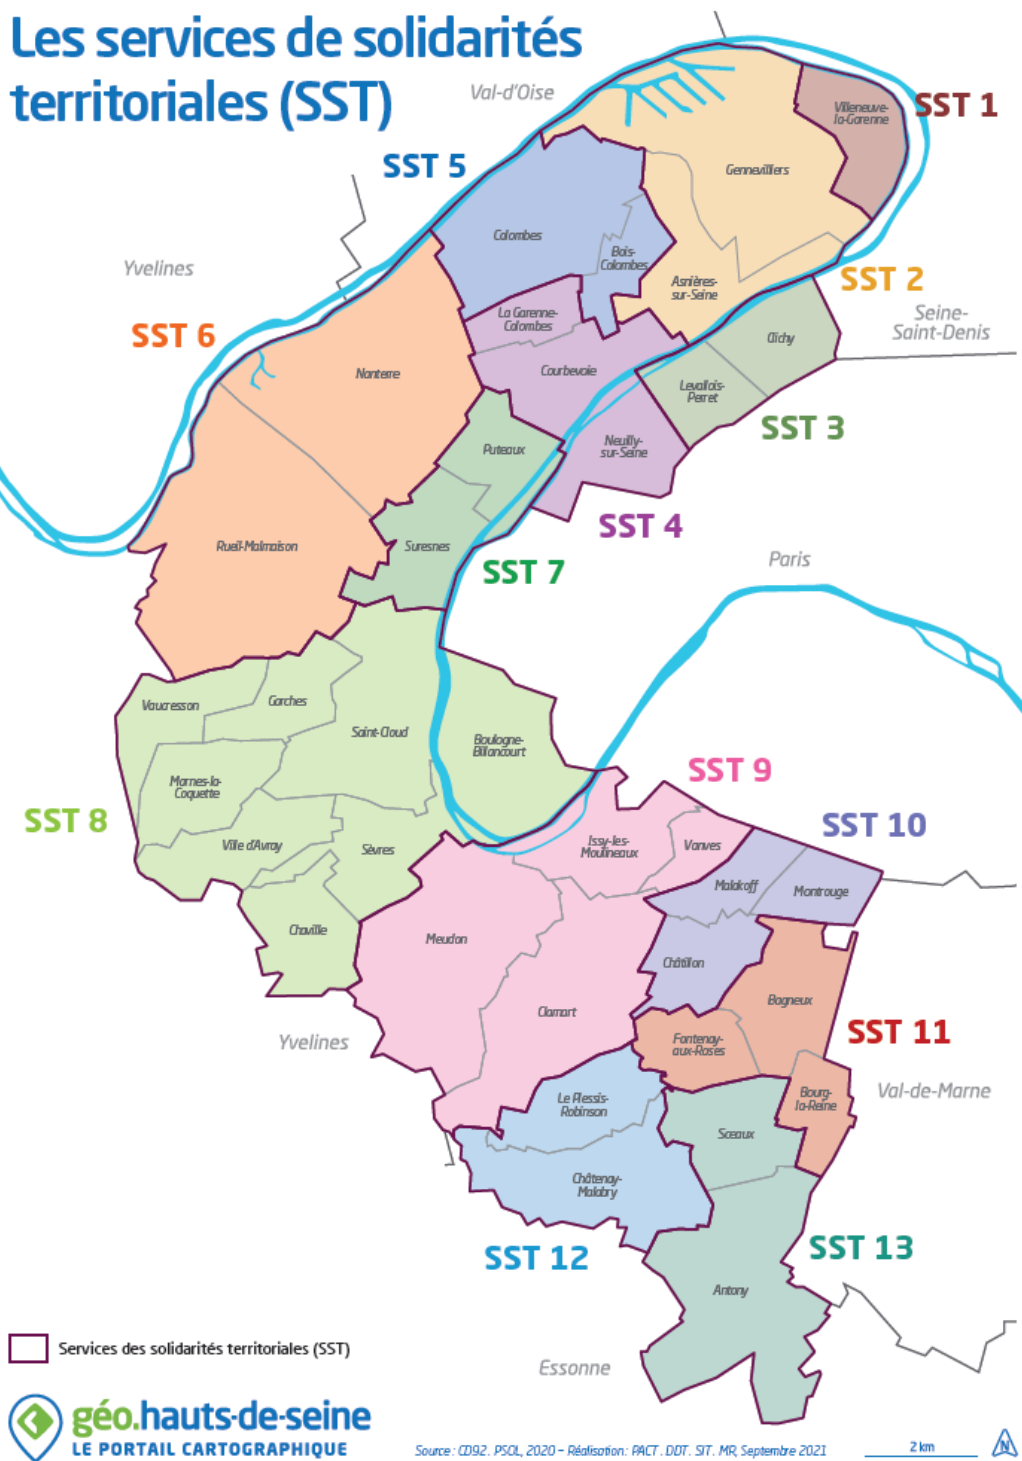 Les services de solidarités
territoriales (SST)
Val-d'Oise
SST 1
Villeneuve-
la-Garenne
SST 5
Gennevilliers
Colombes
Bois-
Colombes
Yvelines
Asnières-
sur-Seine
SST 2
Seine-
Saint-Denis
SST 6
La Garenne-
Colombes
Clichy
Nanterre
Courbevoie
Levallois-
Perret
SST 3
Puteaux
Neuilly-
sur-Seine
SST 4
Rueil-Malmaison
Suresnes
SST 7
Paris
Vaucresson
Garches
Saint-Cloud
Boulogne-
Billancourt
SST 9
Marnes-la-
Coquette
SST 8
Ville d'Avray
Sèvres
Issy-les-
Moulineaux
Vanves
SST 10
Malakoff
Montrouge
Chaville
Meudon
Châtillon
Bagneux
Clamart
SST 11
Yvelines
Fontenay-
aux-Roses
Val-de-Marne
Le Plessis-
Robinson
Bourg-
la-Reine
Sceaux
Châtenay-
Malabry
SST 12
SST 13
Antony
Services des solidarités territoriales (SST)
Essonne
géo.hauts-de-seine
LE PORTAIL CARTOGRAPHIQUE
Source : CD92. PSOL, 2020 – Réalisation : PACT. DDT. SIT. MR, Septembre 2021
2 km
N